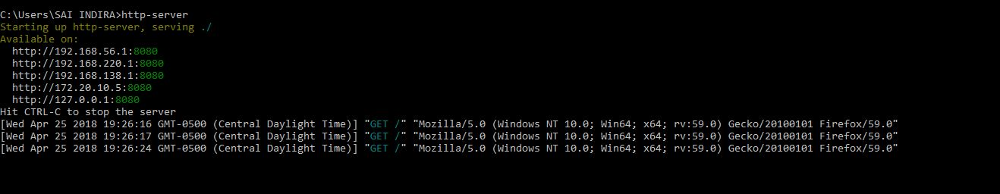 C:\Users\SAI INDIRA>http-server
Starting up http-server, serving ./
Available on:
http://192.168.56.1:8080
http://192.168.220.1:8080
http://192.168.138.1:8080
http://172.20.10.5:8080
http://127.0.0.1:8080
Hit CTRL-C to stop the server
[Wed Apr 25 2018 19:26:16 GMT-0500 (Central Daylight Time)] "GET /" "Mozilla/5.0 (Windows NT 10.0; Win64; x64; rv:59.0) Gecko/20100101 Firefox/59.0"
[Wed Apr 25 2018 19:26:17 GMT-0500 (Central Daylight Time)] "GET /" "Mozilla/5.0 (Windows NT 10.0; Win64; x64; rv:59.0) Gecko/20100101 Firefox/59.0"
[Wed Apr 25 2018 19:26:24 GMT-0500 (Central Daylight Time)] "GET /" "Mozilla/5.0 (Windows NT 10.0; Win64; x64; rv:59.0) Gecko/20100101 Firefox/59.0"